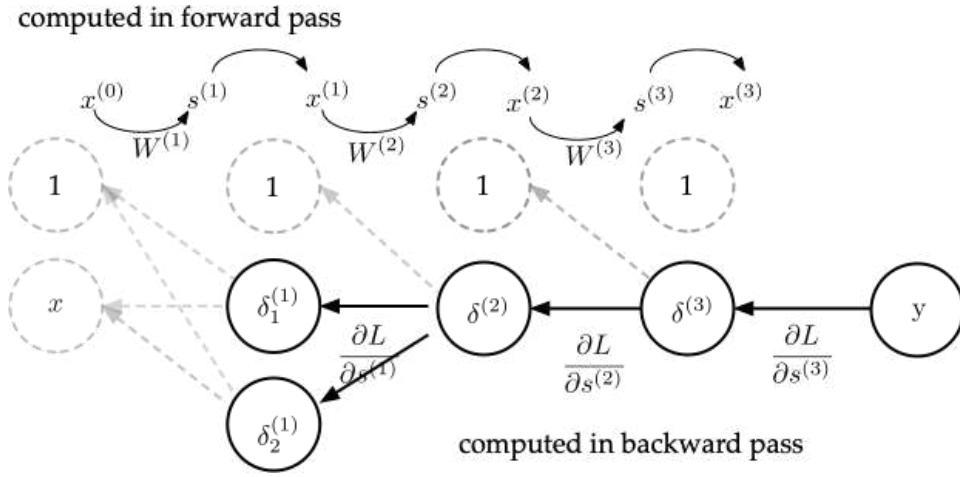 computed in forward pass
x^{(0)} s^{(1)} x^{(1)} s^{(2)} x^{(2)} s^{(3)} x^{(3)}
W^{(1)} W^{(2)} W^{(3)}
1 1 1 1
x δ_1^{(1)} δ^{(2)} δ^{(3)} y
∂L/∂s^{(1)} ∂L/∂s^{(2)} ∂L/∂s^{(3)}
δ_2^{(1)}
computed in backward pass